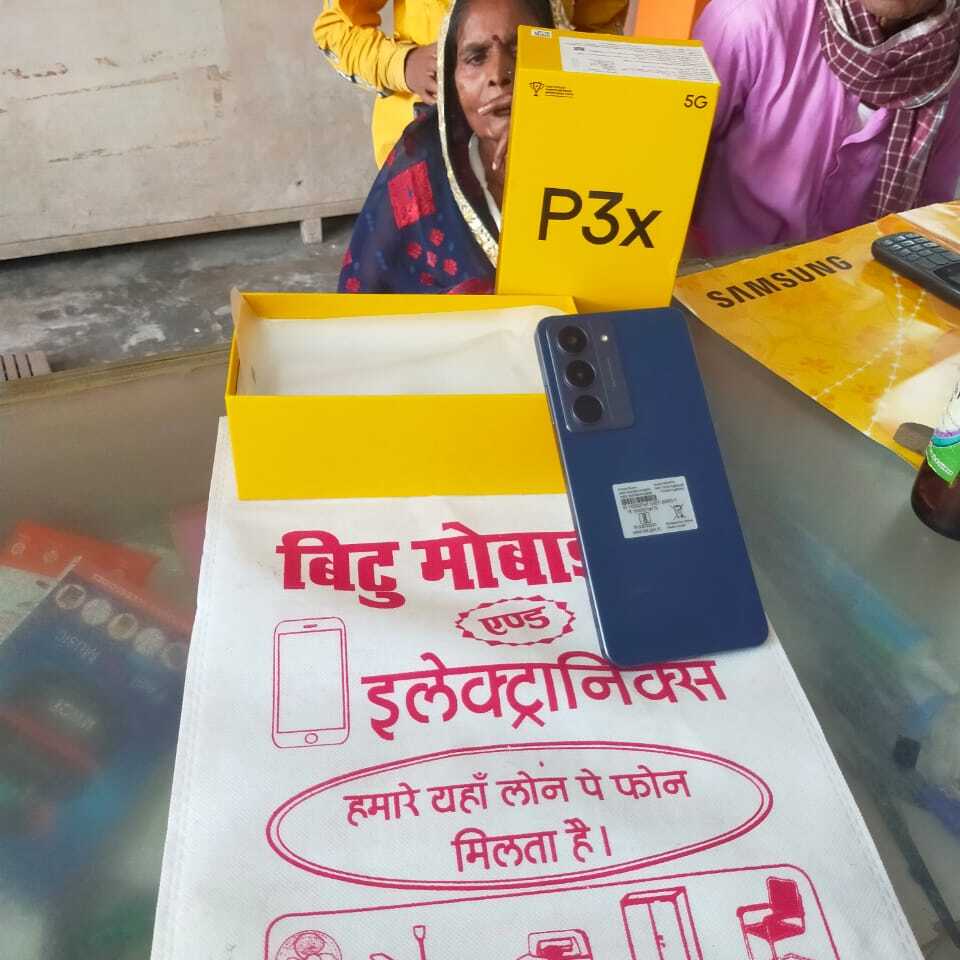 5G
P3x
SAMSUNG
बिटु मोबाइ
एण्ड
इलेक्ट्रानिक्स
हमारे यहाँ लोन पे फोन
मिलता है।